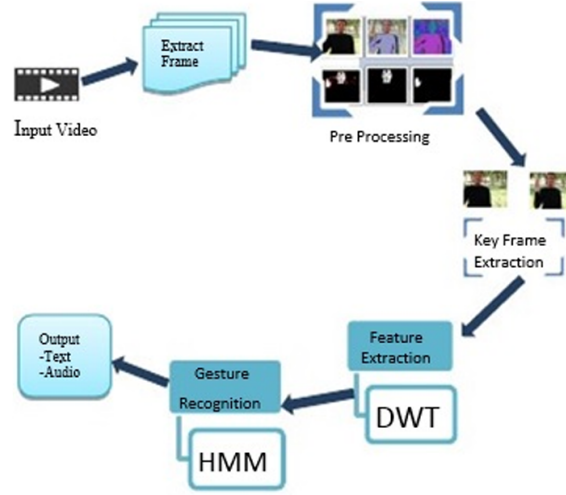 Extract
Frame
Input Video
Pre Processing
Key Frame
Extraction
Feature
Extraction
DWT
Gesture
Recognition
HMM
Output
-Text
-Audio